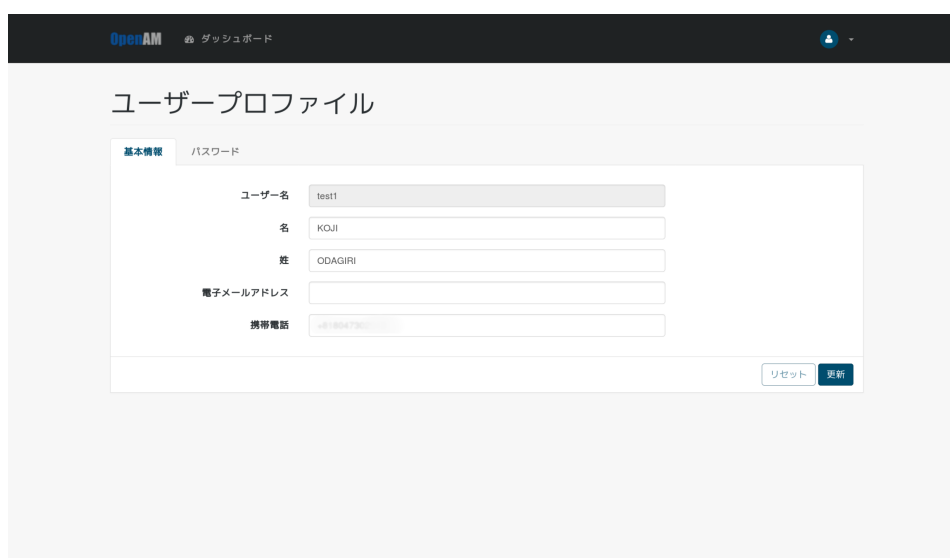 OpenAM ダッシュボード
ユーザープロファイル
基本情報 パスワード
ユーザー名 test1
名 KOJI
姓 ODAGIRI
電子メールアドレス
携帯電話
リセット 更新